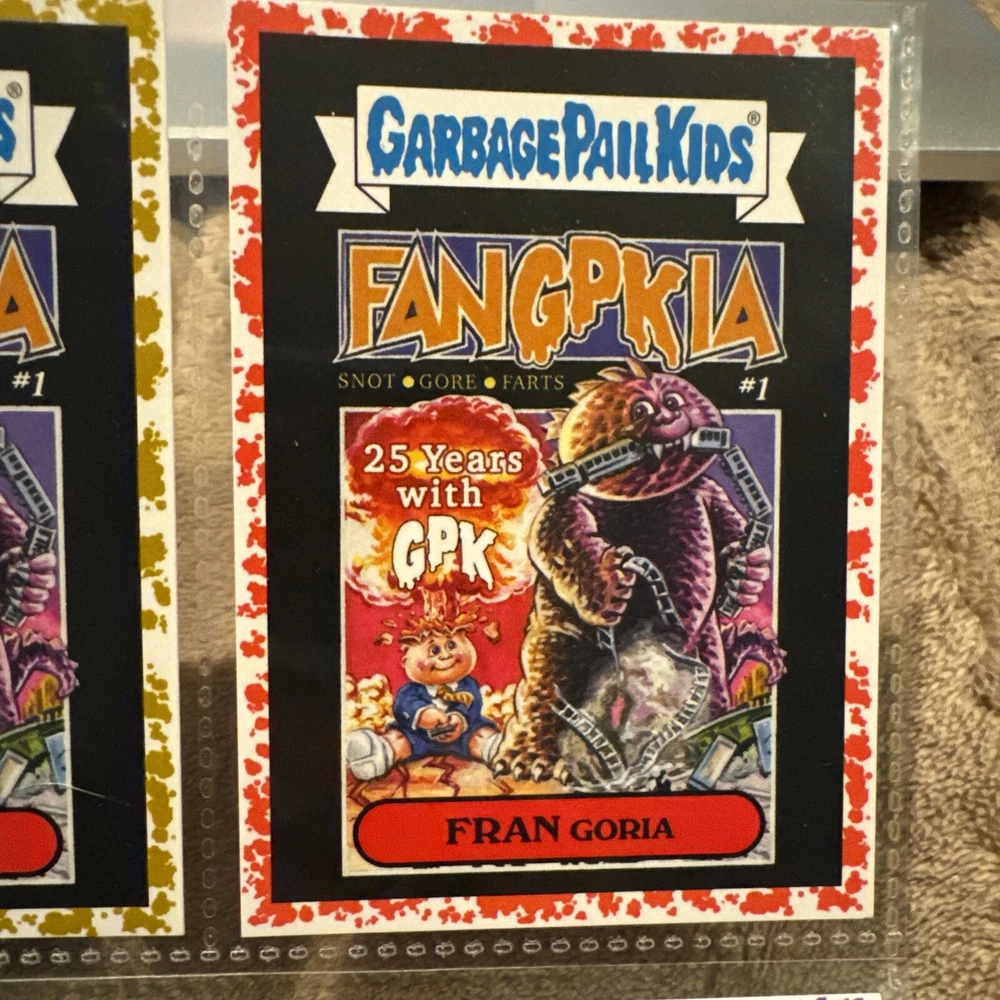 S®
GARBAGE PAIL KIDS®
A
FANGPKIA
#1
SNOT • GORE • FARTS
#1
25 Years
with
GPK
FRAN GORIA